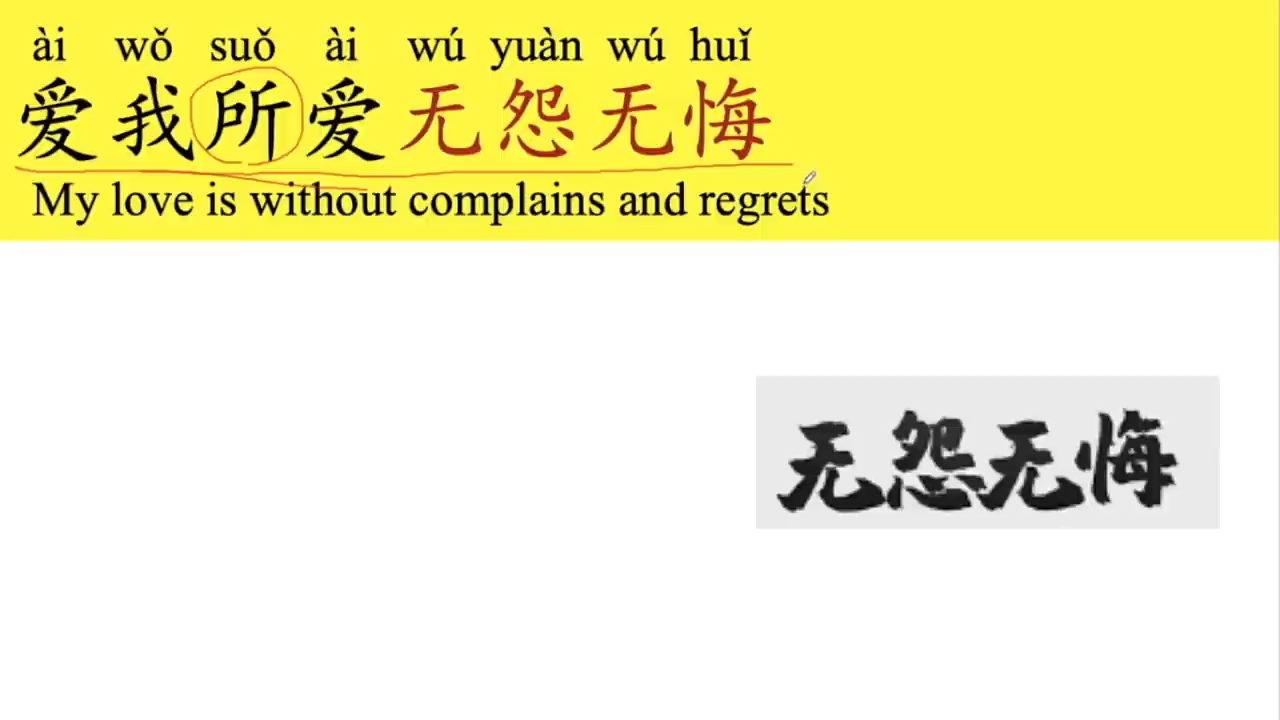 ài wǒ suǒ ài wú yuàn wú huǐ
爱我所爱无怨无悔
My love is without complains and regrets
无怨无悔